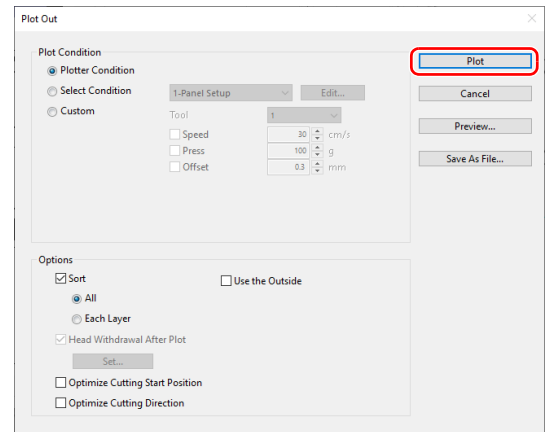 Plot Out
Plot Condition
Plotter Condition
Select Condition
1-Panel Setup
Edit...
Custom
Tool
1
Speed
30
cm/s
Press
100
g
Offset
0.3
mm
Plot
Cancel
Preview...
Save As File...
Options
Sort
Use the Outside
All
Each Layer
Head Withdrawal After Plot
Set...
Optimize Cutting Start Position
Optimize Cutting Direction